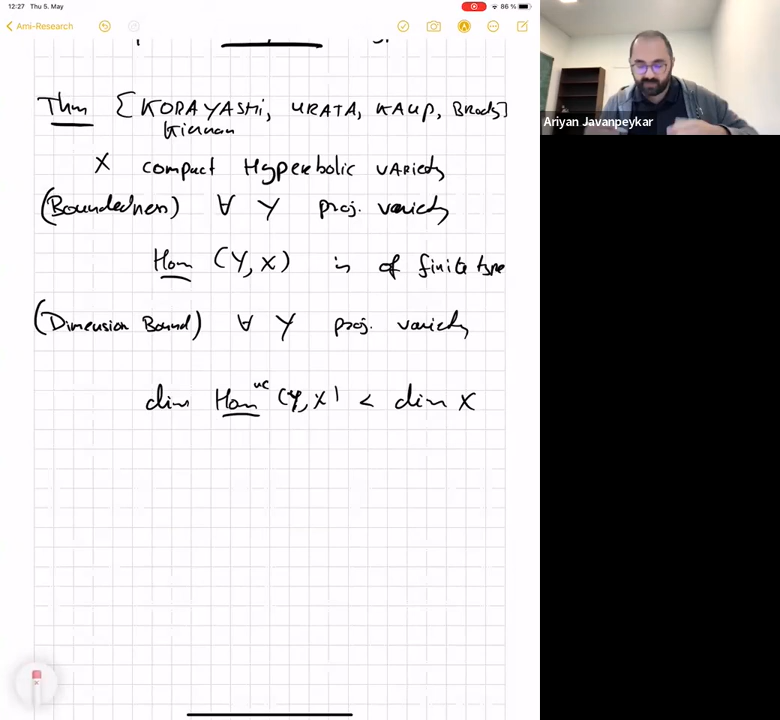 12:27 Thu 5. May
86 %
Ami-Research
Ariyan Javanpeykar
Thm [KOBAYASHI, URATA, KAUP, Brody]
Kiernan
X compact Hyperbolic VARIETY
(Boundedness) ∀ Y proj. variety
Hom (Y, X) is of finite type
(Dimension Bound) ∀ Y proj. variety
dim Hom^nc (Y, X) < dim X